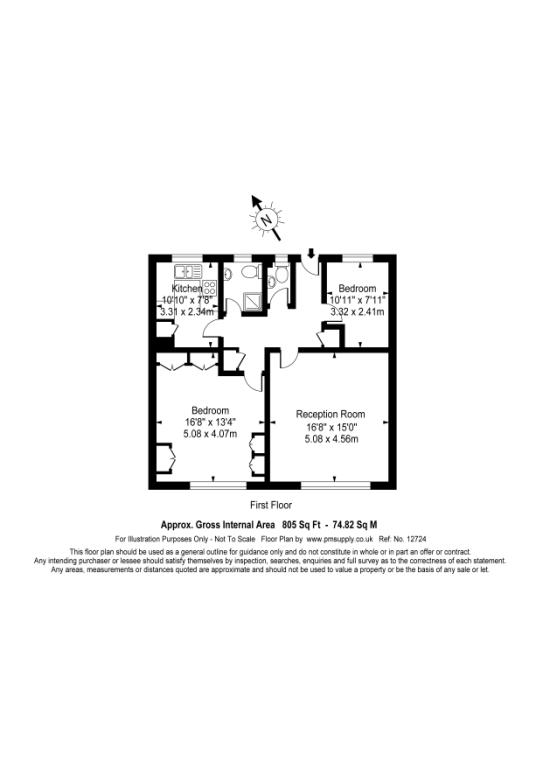 N
Kitchen
10'10" x 7'8"
3.31 x 2.34m
Bedroom
10'11" x 7'11"
3.32 x 2.41m
Bedroom
16'8" x 13'4"
5.08 x 4.07m
Reception Room
16'8" x 15'0"
5.08 x 4.56m
First Floor
Approx. Gross Internal Area 805 Sq Ft - 74.82 Sq M
For Illustration Purposes Only - Not To Scale Floor Plan by www.pmsupply.co.uk Ref: No. 12724
This floor plan should be used as a general outline for guidance only and do not constitute in whole or in part an offer or contract.
Any intending purchaser or lessee should satisfy themselves by inspection, searches, enquiries and full survey as to the correctness of each statement.
Any areas, measurements or distances quoted are approximate and should not be used to value a property or be the basis of any sale or let.